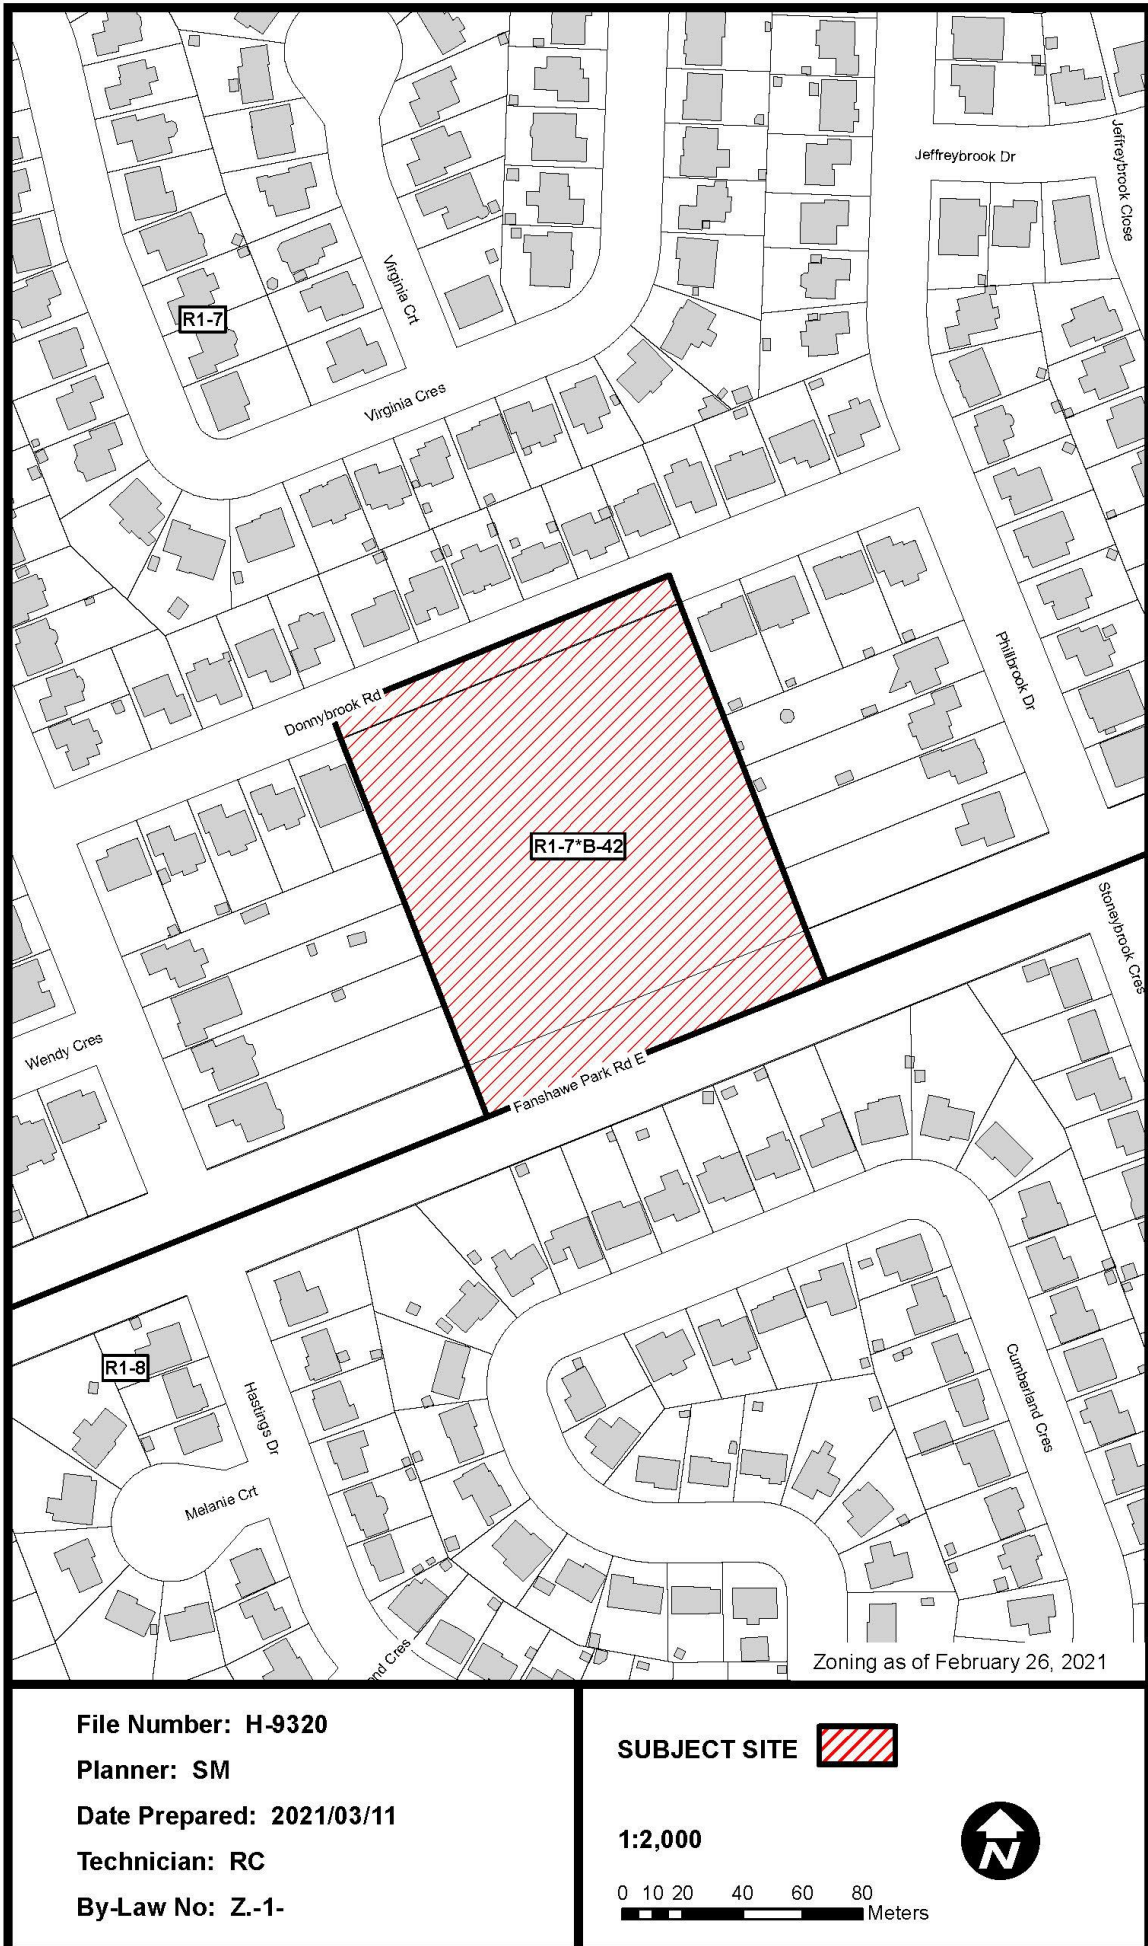 Jeffreybrook Dr
Jeffreybrook Close
Virginia Crt
R1-7
Virginia Cres
Phillbrook Dr
Donnybrook Rd
R1-7*B-42
Stoneybrook Cres
Wendy Cres
Fanshawe Park Rd E
R1-8
Hastings Dr
Cumberland Cres
Melanie Crt
Cres
Zoning as of February 26, 2021
File Number: H-9320
Planner: SM
Date Prepared: 2021/03/11
Technician: RC
By-Law No: Z.-1-
SUBJECT SITE
1:2,000
N
0 10 20 40 60 80
Meters